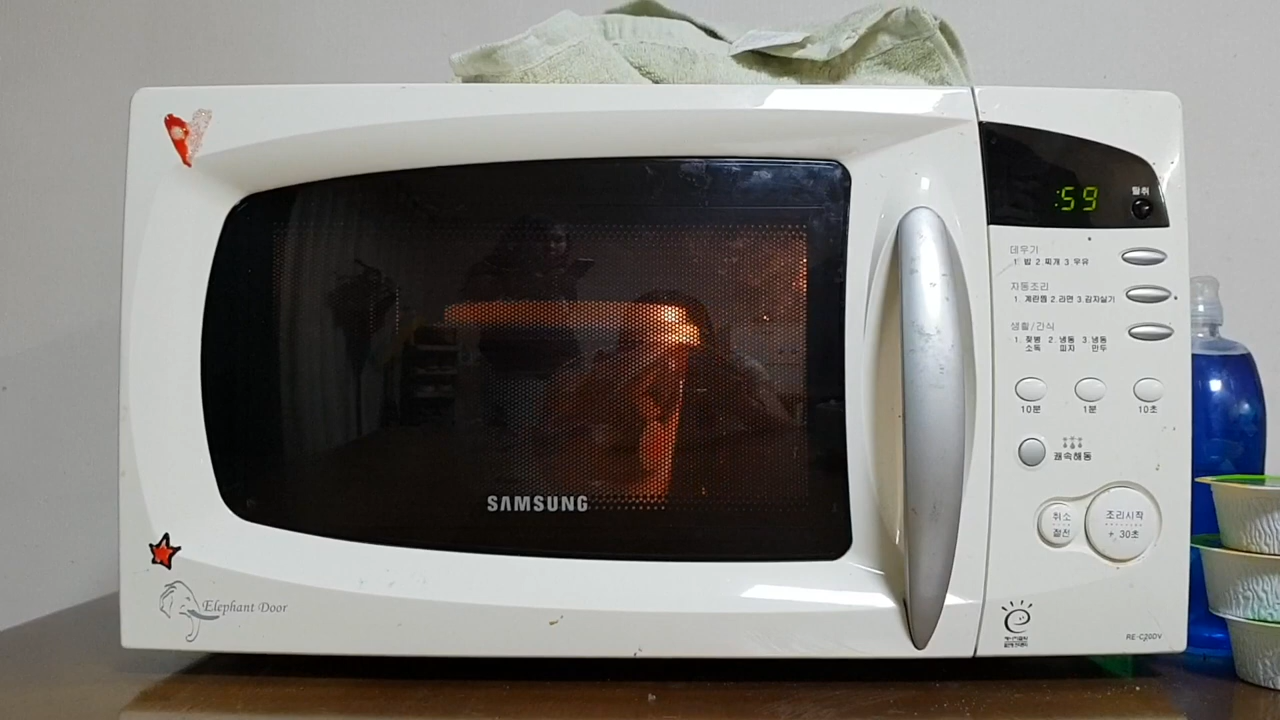 :59
탈취
데우기
1. 밥 2.찌개 3.우유
자동조리
1. 계란찜 2.라면 3.감자삶기
생활/간식
1. 젖병 2.냉동 3.냉동
소독 피자 만두
10분 1분 10초
쾌속해동
취소
절전
조리시작
+ 30초
SAMSUNG
Elephant Door
RE-C20DV